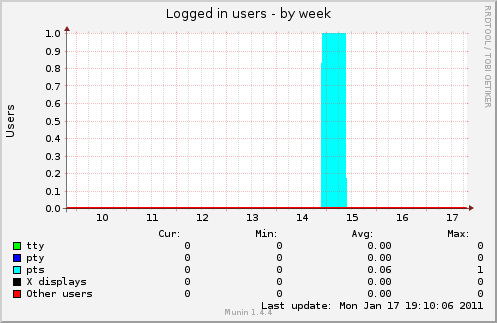 Logged in users - by week
RRDTOOL / TOBI OETIKER
Users
1.0
0.9
0.8
0.7
0.6
0.5
0.4
0.3
0.2
0.1
0.0
10 11 12 13 14 15 16 17
Cur: Min: Avg: Max:
tty 0 0 0.00 0
pty 0 0 0.00 0
pts 0 0 0.06 1
X displays 0 0 0.00 0
Other users 0 0 0.00 0
Last update: Mon Jan 17 19:10:06 2011
Munin 1.4.4